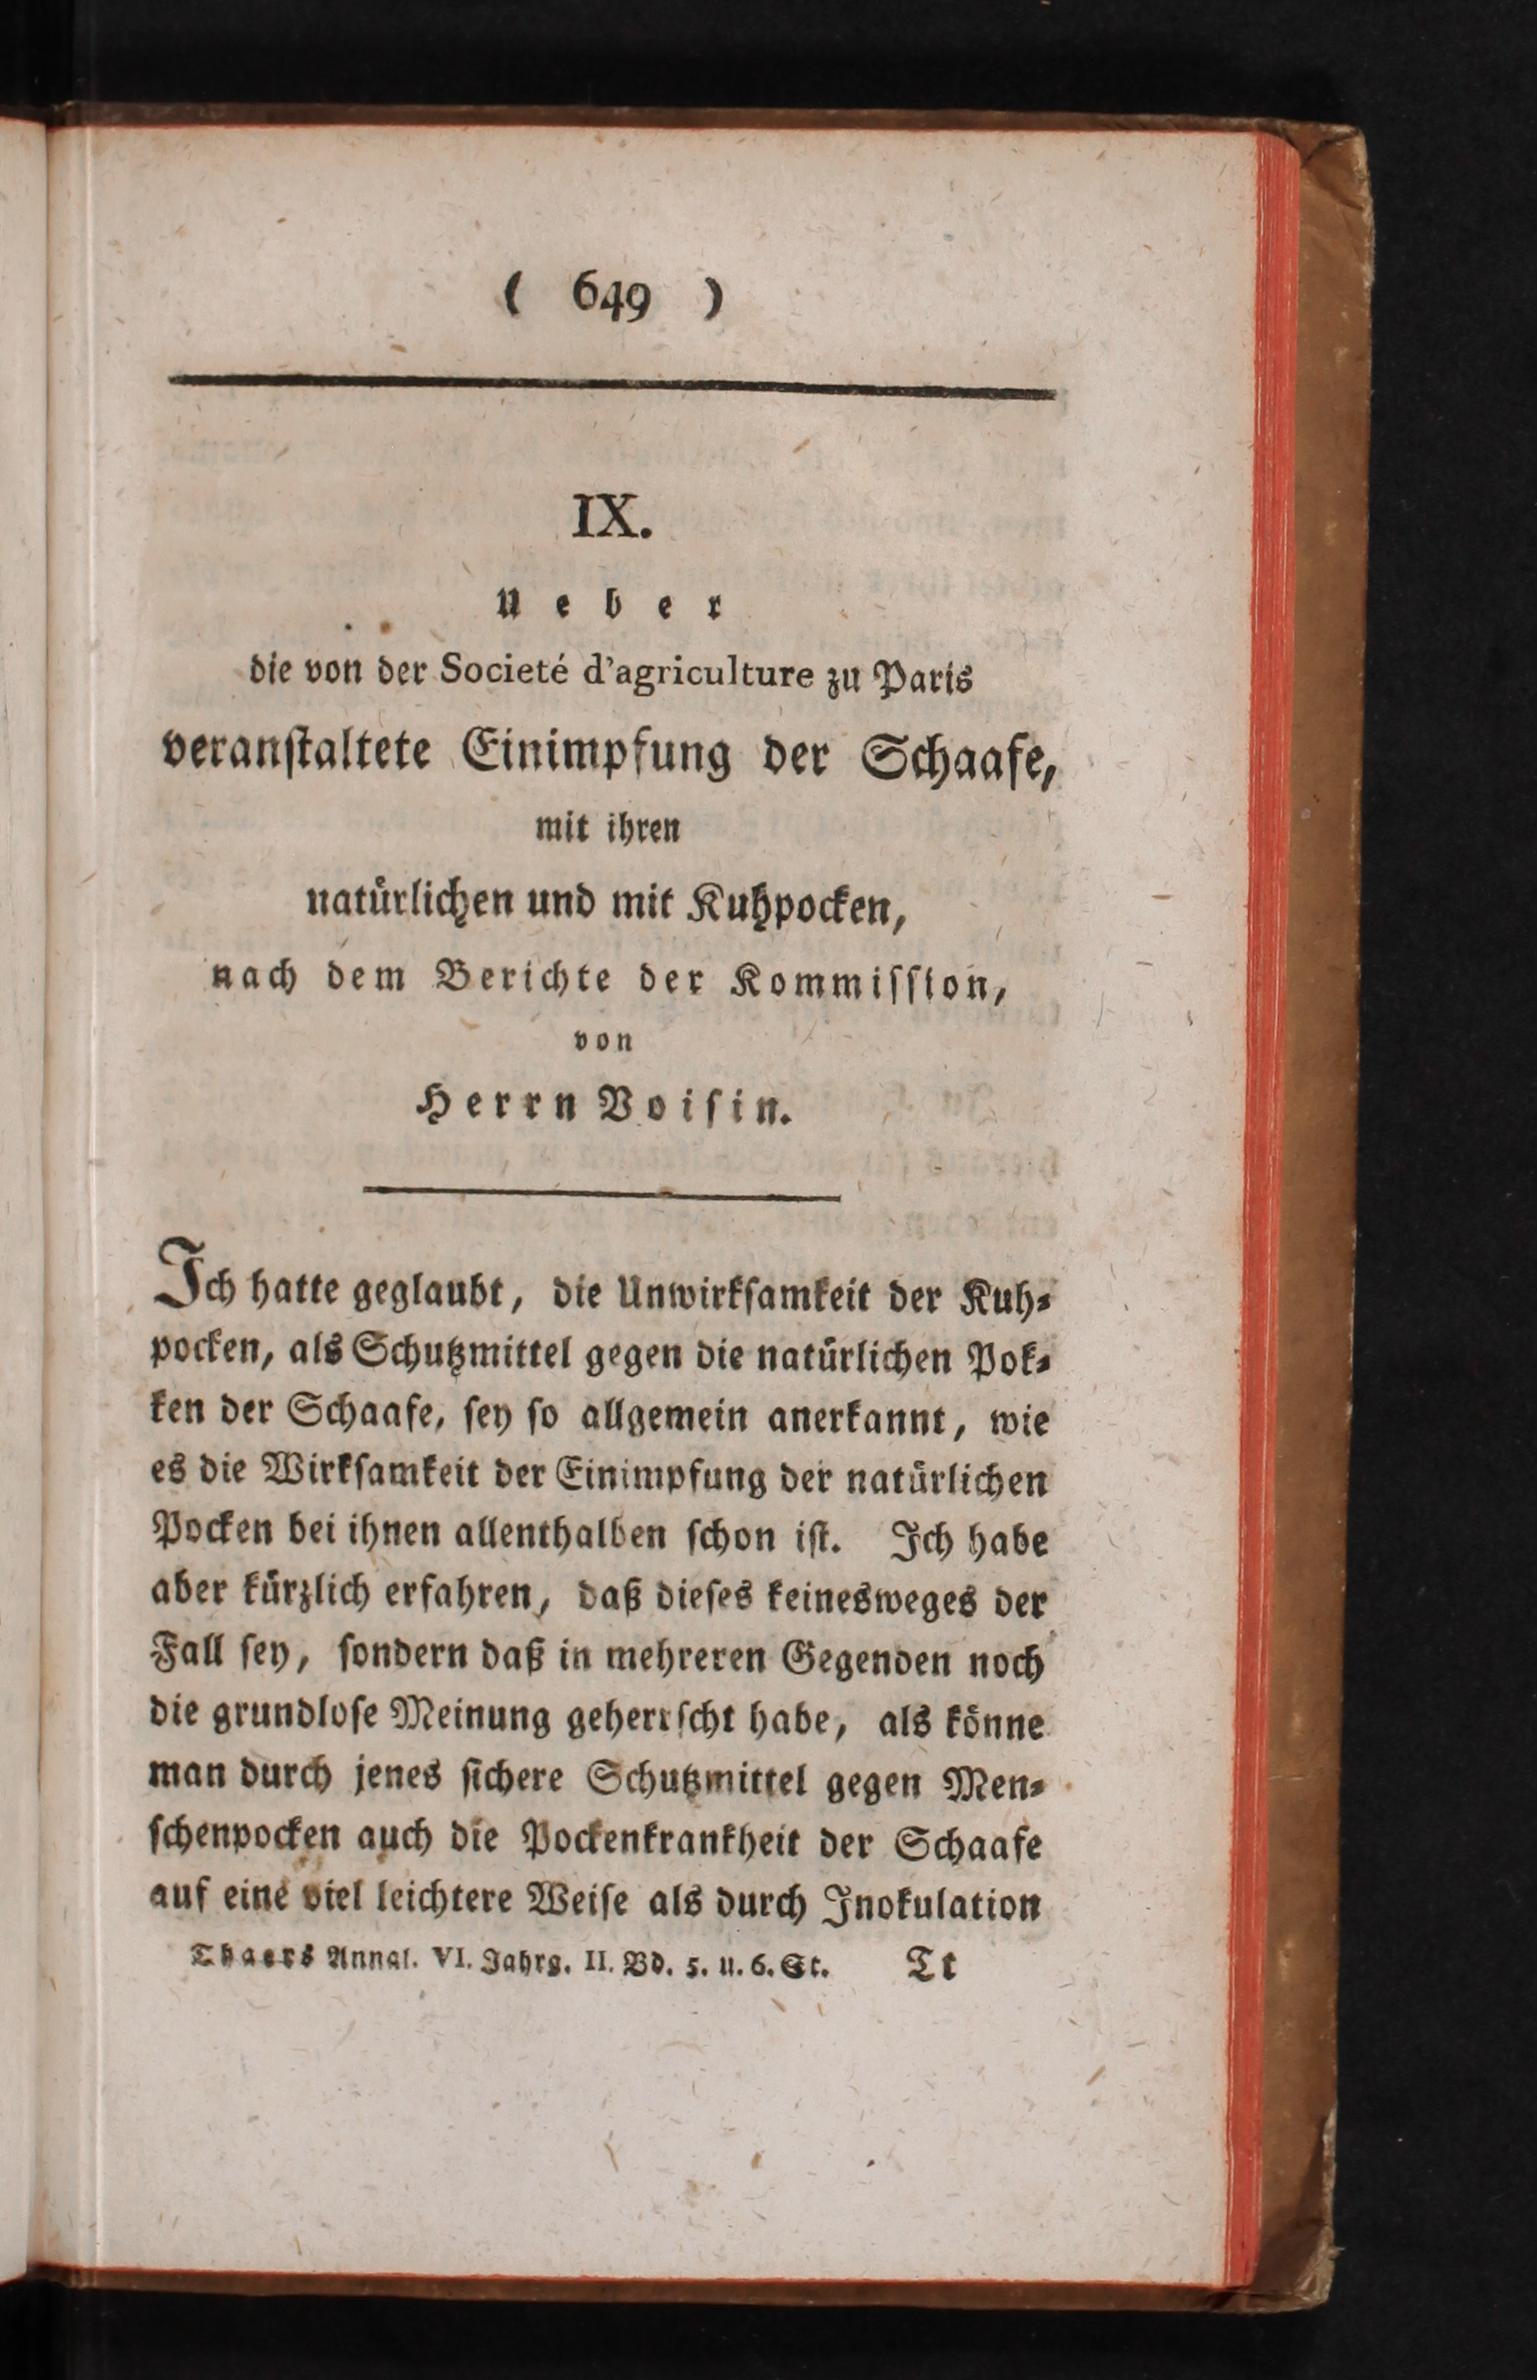 ( 649 )
IX.
Ueber
die von der Societé d'agriculture zu Paris
veranſtaltete Einimpfung der Schaafe,
mit ihren
natürlichen und mit Kuhpocken,
nach dem Berichte der Kommiſſion,
von
Herrn Voiſin.
Ich hatte geglaubt, die Unwirkſamkeit der Kuh-
pocken, als Schutzmittel gegen die natürlichen Pok-
ken der Schaafe, ſey ſo allgemein anerkannt, wie
es die Wirkſamkeit der Einimpfung der natürlichen
Pocken bei ihnen allenthalben ſchon iſt. Ich habe
aber kürzlich erfahren, daß dieſes keinesweges der
Fall ſey, ſondern daß in mehreren Gegenden noch
die grundloſe Meinung geherrſcht habe, als könne
man durch jenes ſichere Schutzmittel gegen Men-
ſchenpocken auch die Pockenkrankheit der Schaafe
auf eine viel leichtere Weiſe als durch Inokulation
Thaers Annal. VI. Jahrg. II. Bd. 5. u. 6. St. Tt